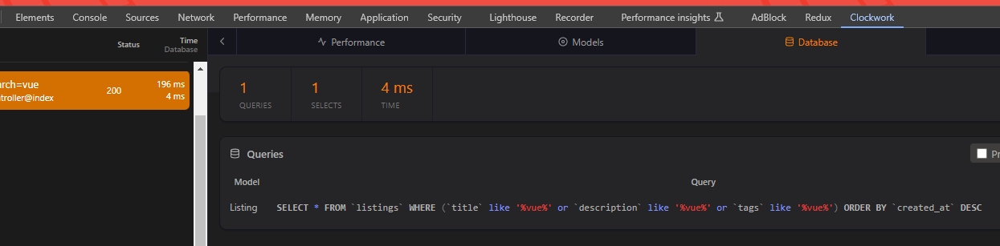 Elements Console Sources Network Performance Memory Application Security Lighthouse Recorder Performance insights AdBlock Redux Clockwork
Status Time
Database
Performance Models Database
rch=vue 200 196 ms
troller@index 4 ms
1 1 4 ms
QUERIES SELECTS TIME
Queries
Pr
Model Query
Listing SELECT * FROM `listings` WHERE (`title` like '%vue%' or `description` like '%vue%' or `tags` like '%vue%') ORDER BY `created_at` DESC